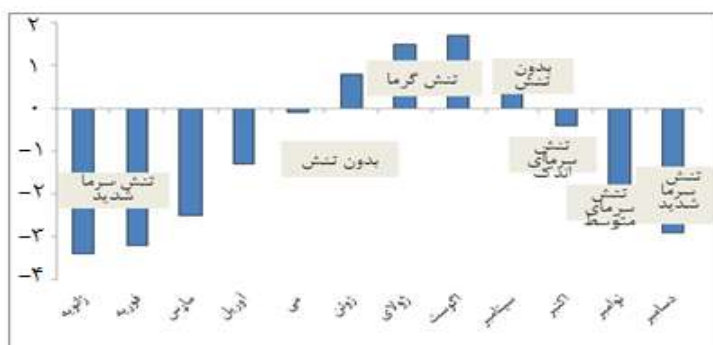 ۲
۱
۰
-۱
-۲
-۳
-۴
تنش سرما
شدید
بدون تنش
تنش گرما
بدون
تنش
تنش
سرمای
اندک
تنش
سرمای
متوسط
تنش
سرما
شدید
ژانویه
فوریه
مارس
آوریل
می
ژوئن
ژولای
آگوست
سپتامبر
اکتبر
نوامبر
دسامبر